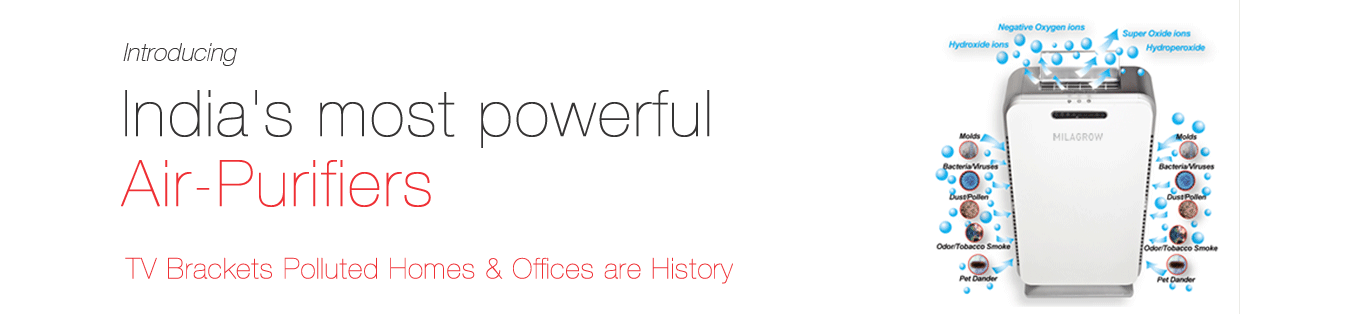 Introducing
India's most powerful
Air-Purifiers
TV Brackets Polluted Homes & Offices are History
Negative Oxygen ions
Hydroxide ions
Super Oxide ions
Hydroperoxide
MILAGROW
Molds
Bacteria/Viruses
Dust/Pollen
Odor/Tobacco Smoke
Pet Dander
Molds
Bacteria/Viruses
Dust/Pollen
Odor/Tobacco Smoke
Pet Dander